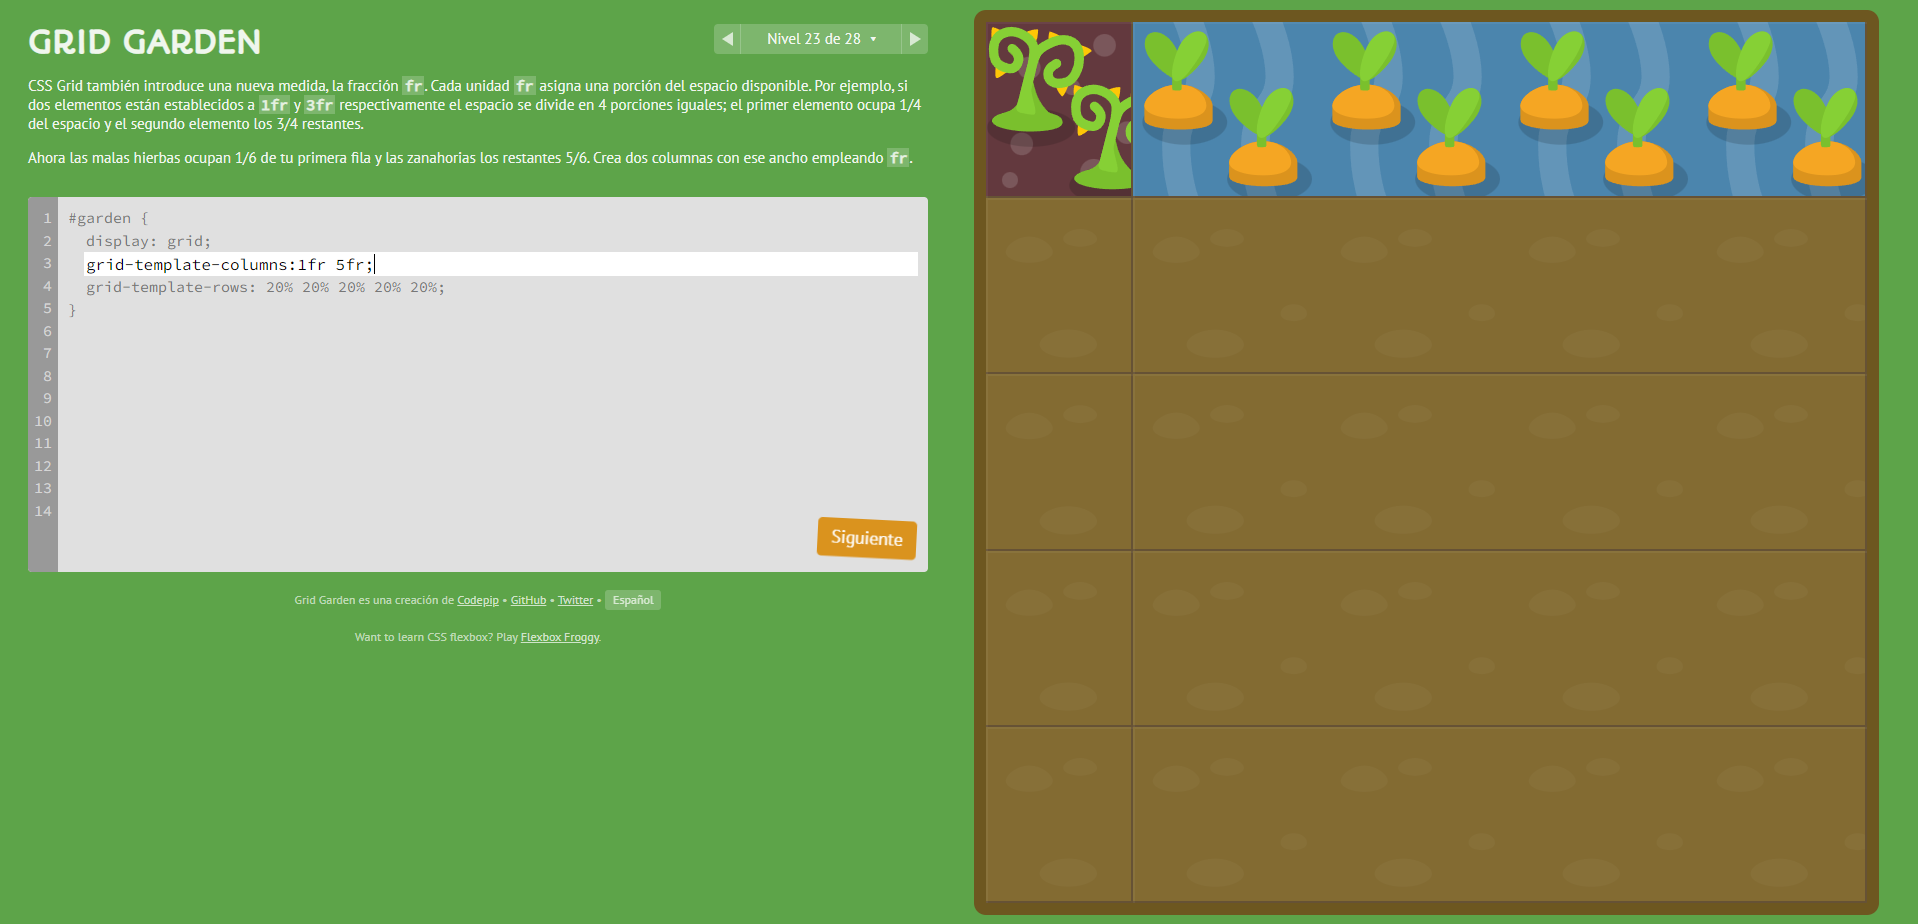 GRID GARDEN
◀ Nivel 23 de 28 ▾ ▶
CSS Grid también introduce una nueva medida, la fracción fr. Cada unidad fr asigna una porción del espacio disponible. Por ejemplo, si
dos elementos están establecidos a 1fr y 3fr respectivamente el espacio se divide en 4 porciones iguales; el primer elemento ocupa 1/4
del espacio y el segundo elemento los 3/4 restantes.
Ahora las malas hierbas ocupan 1/6 de tu primera fila y las zanahorias los restantes 5/6. Crea dos columnas con ese ancho empleando fr.
1 #garden {
2 display: grid;
3 grid-template-columns:1fr 5fr;
4 grid-template-rows: 20% 20% 20% 20% 20%;
5 }
6
7
8
9
10
11
12
13
14
Siguiente
Grid Garden es una creación de Codepip • GitHub • Twitter • Español
Want to learn CSS flexbox? Play Flexbox Froggy.